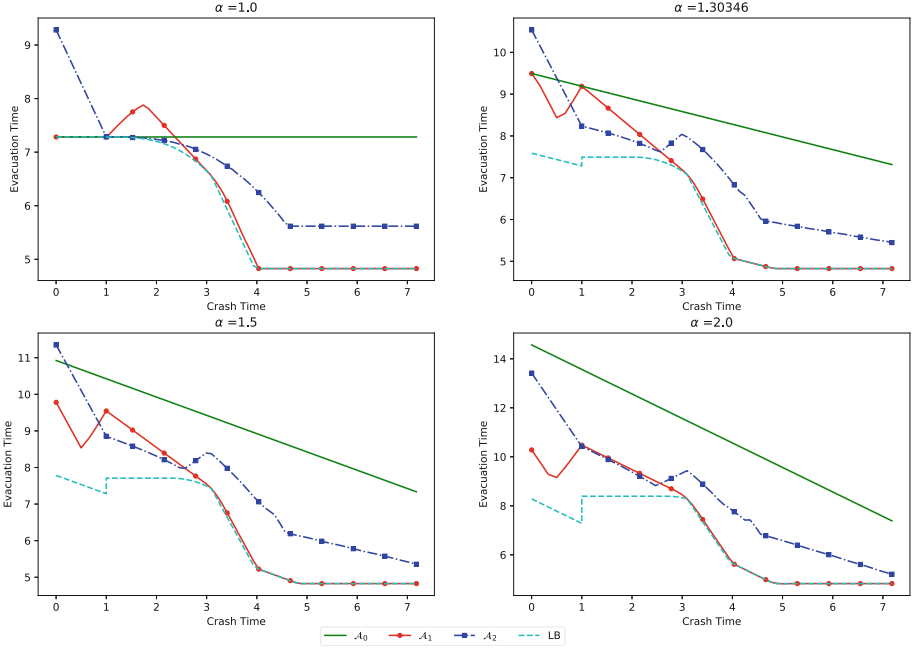 α =1.0
9
8
7
6
5
Evacuation Time
0 1 2 3 4 5 6 7
Crash Time
α =1.30346
10
9
8
7
6
5
Evacuation Time
0 1 2 3 4 5 6 7
Crash Time
α =1.5
11
10
9
8
7
6
5
Evacuation Time
0 1 2 3 4 5 6 7
Crash Time
α =2.0
14
12
10
8
6
Evacuation Time
0 1 2 3 4 5 6 7
Crash Time
𝒜₀ 𝒜₁ 𝒜₂ LB